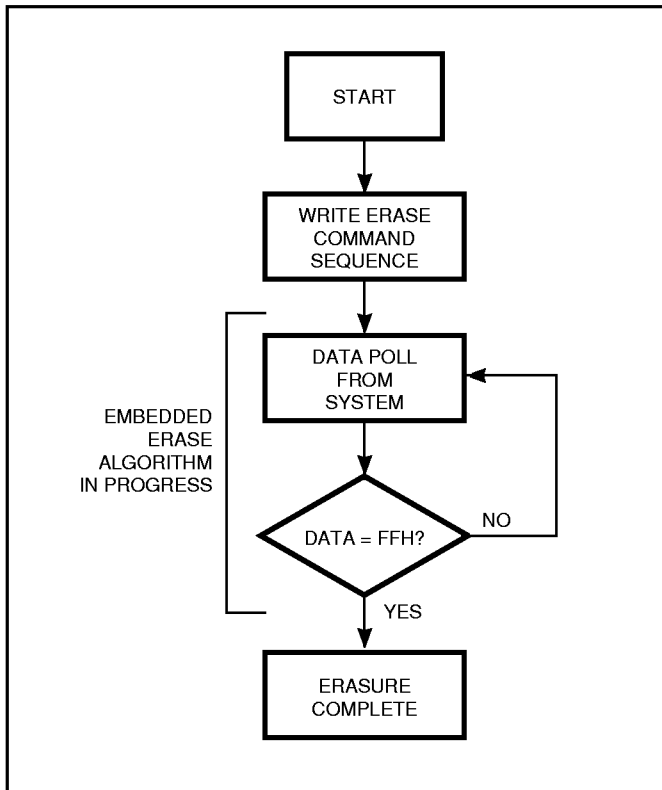 START
WRITE ERASE
COMMAND
SEQUENCE
DATA POLL
FROM
SYSTEM
EMBEDDED
ERASE
ALGORITHM
IN PROGRESS
DATA = FFH?
NO
YES
ERASURE
COMPLETE